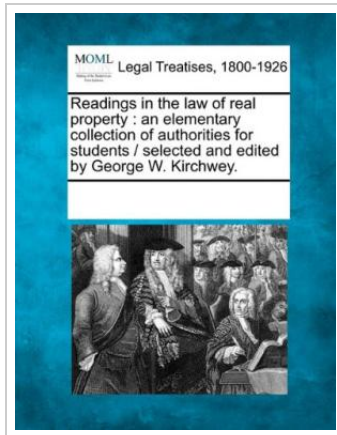 MOML
Legal Treatises, 1800-1926
Readings in the law of real
property : an elementary
collection of authorities for
students / selected and edited
by George W. Kirchwey.